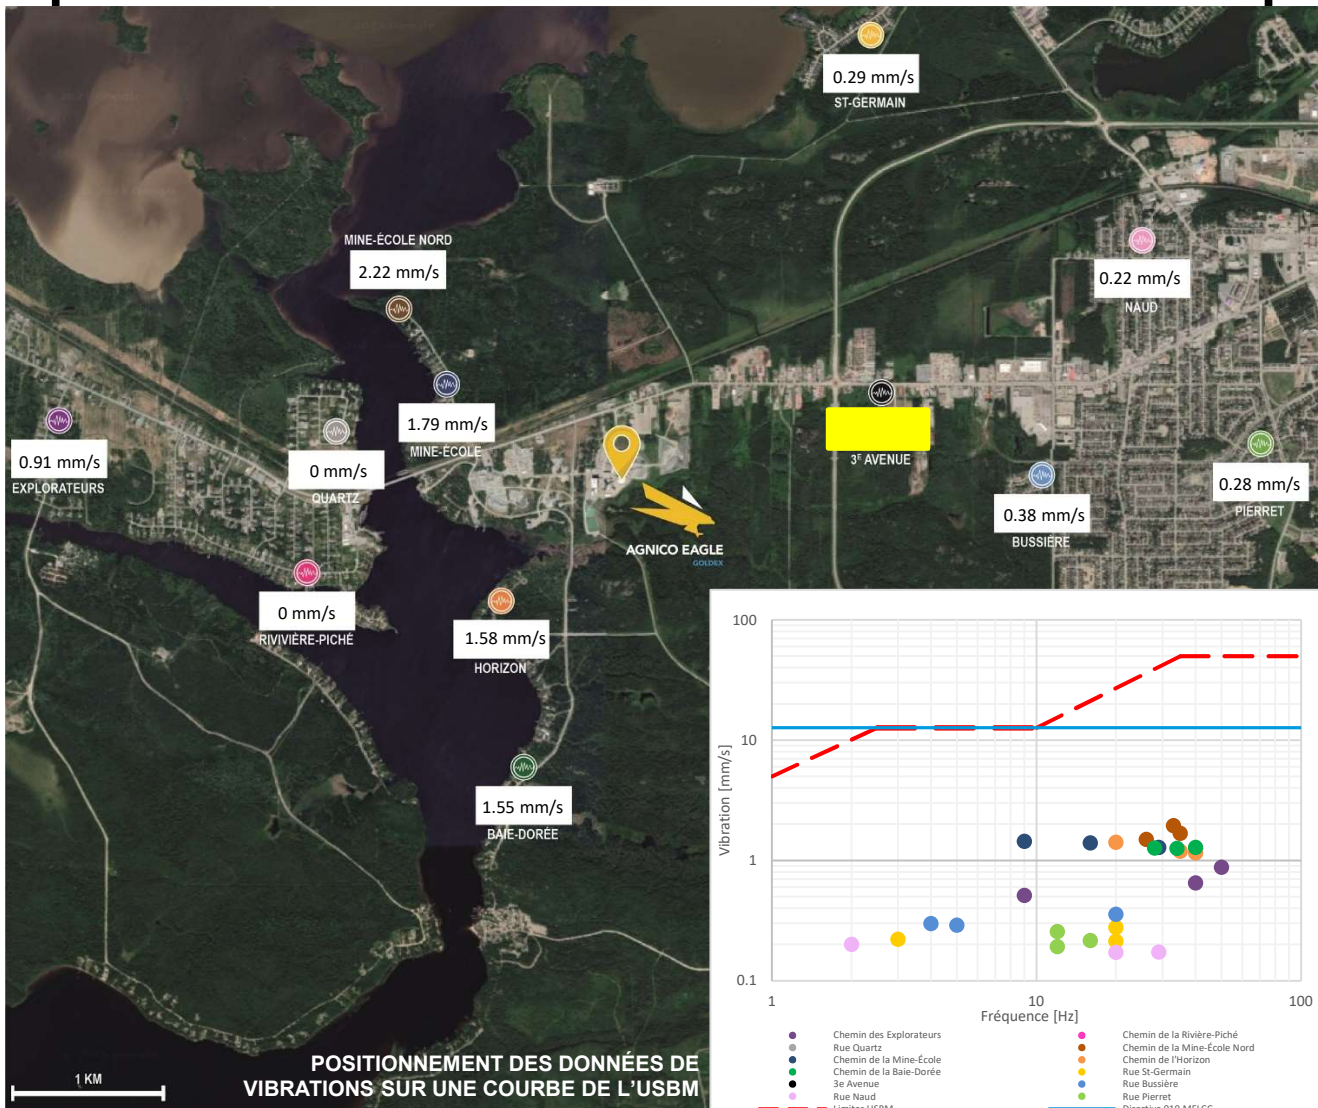 0.29 mm/s
ST-GERMAIN
MINE-ÉCOLE NORD
2.22 mm/s
0.22 mm/s
NAUD
1.79 mm/s
MINE-ÉCOLE
0.91 mm/s
EXPLORATEURS
0 mm/s
QUARTZ
3E AVENUE
0.28 mm/s
PIERRET
0.38 mm/s
BUSSIÈRE
AGNICO EAGLE
GOLDEX
0 mm/s
RIVIVIÈRE-PICHÉ
1.58 mm/s
HORIZON
1.55 mm/s
BAIE-DORÉE
100
10
1
0.1
Vibration [mm/s]
1
10
100
Fréquence [Hz]
Chemin des Explorateurs
Chemin de la Rivière-Piché
Rue Quartz
Chemin de la Mine-École Nord
Chemin de la Mine-École
Chemin de l'Horizon
Chemin de la Baie-Dorée
Rue St-Germain
3e Avenue
Rue Bussière
Rue Naud
Rue Pierret
Limites USBM
Directive 019 MELCC
POSITIONNEMENT DES DONNÉES DE
VIBRATIONS SUR UNE COURBE DE L'USBM
1 KM